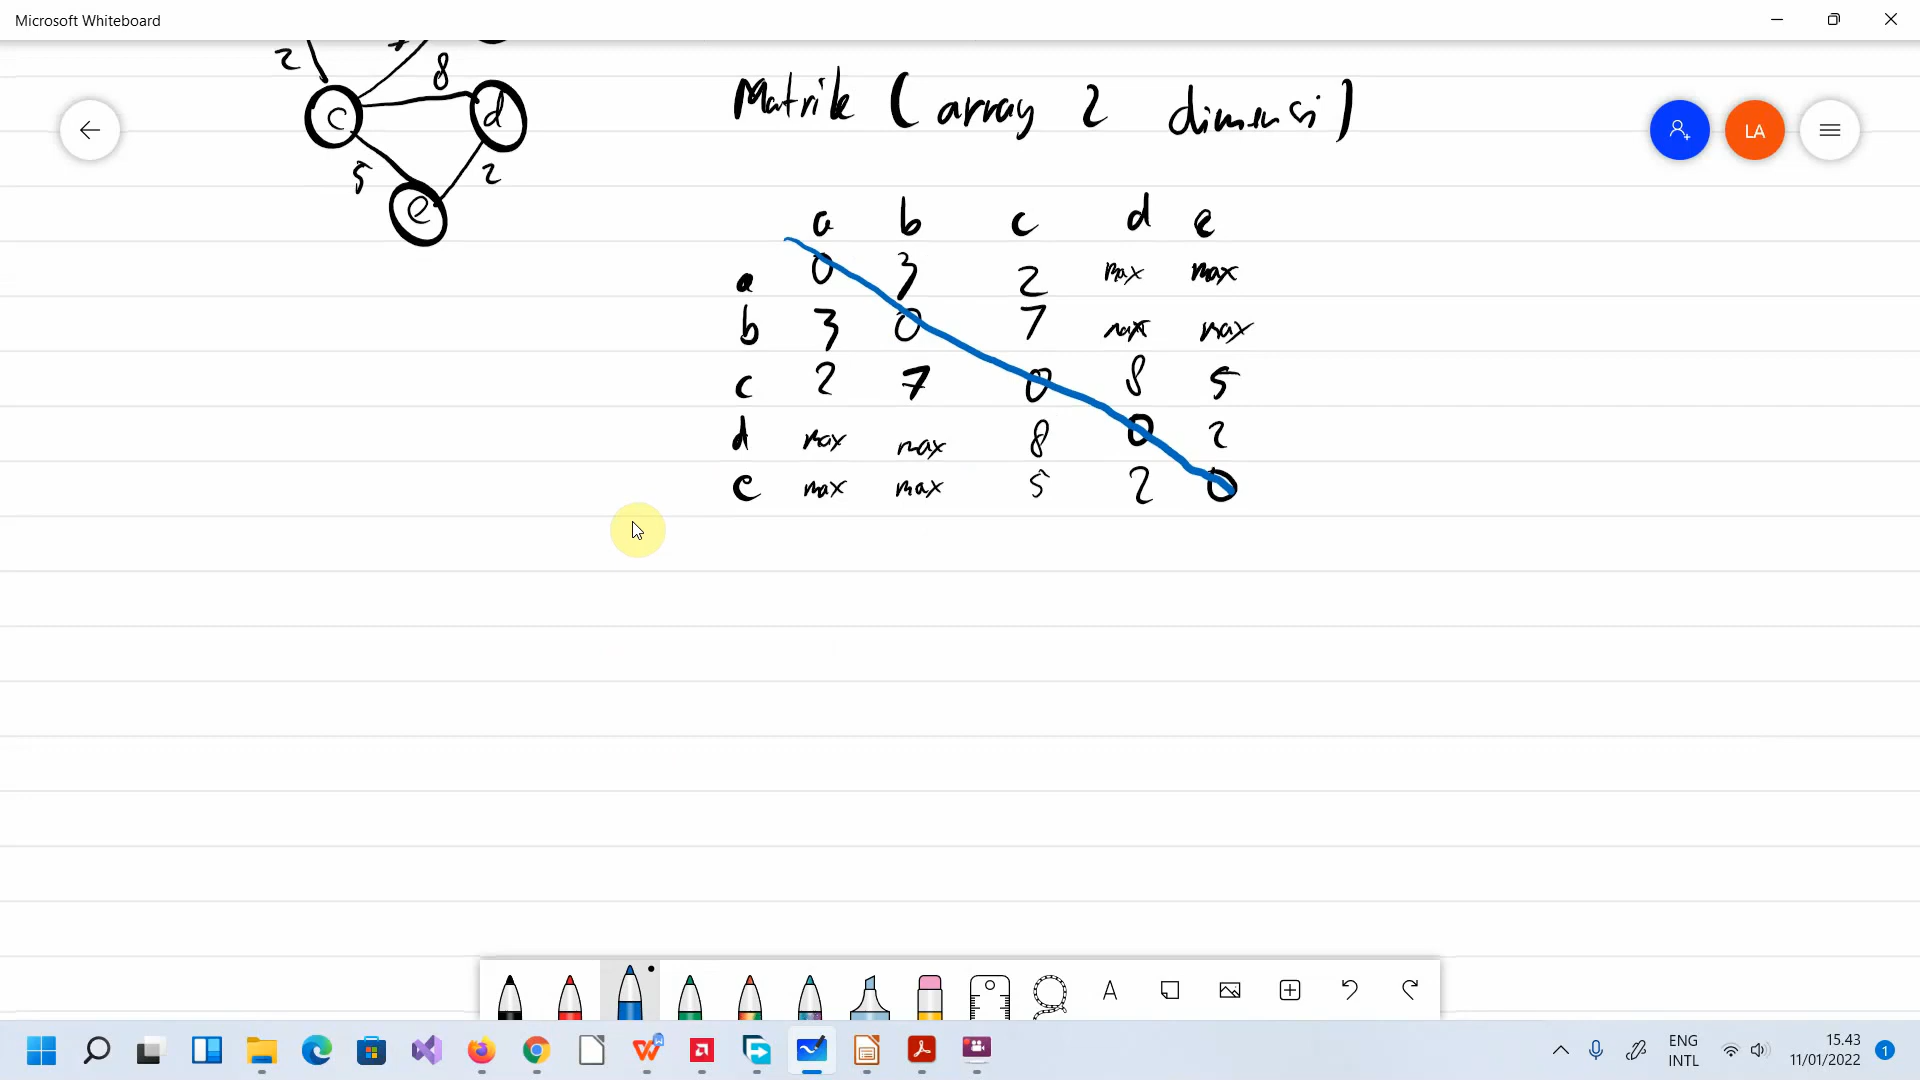 Microsoft Whiteboard
2
7
8
c
d
5
2
e
Matrik (array 2 dimensi)
LA
a b c d e
a 0 3 2 max max
b 3 0 7 max max
c 2 7 0 8 5
d max max 8 0 2
e max max 5 2 0
A
ENG
INTL
15.43
11/01/2022
1